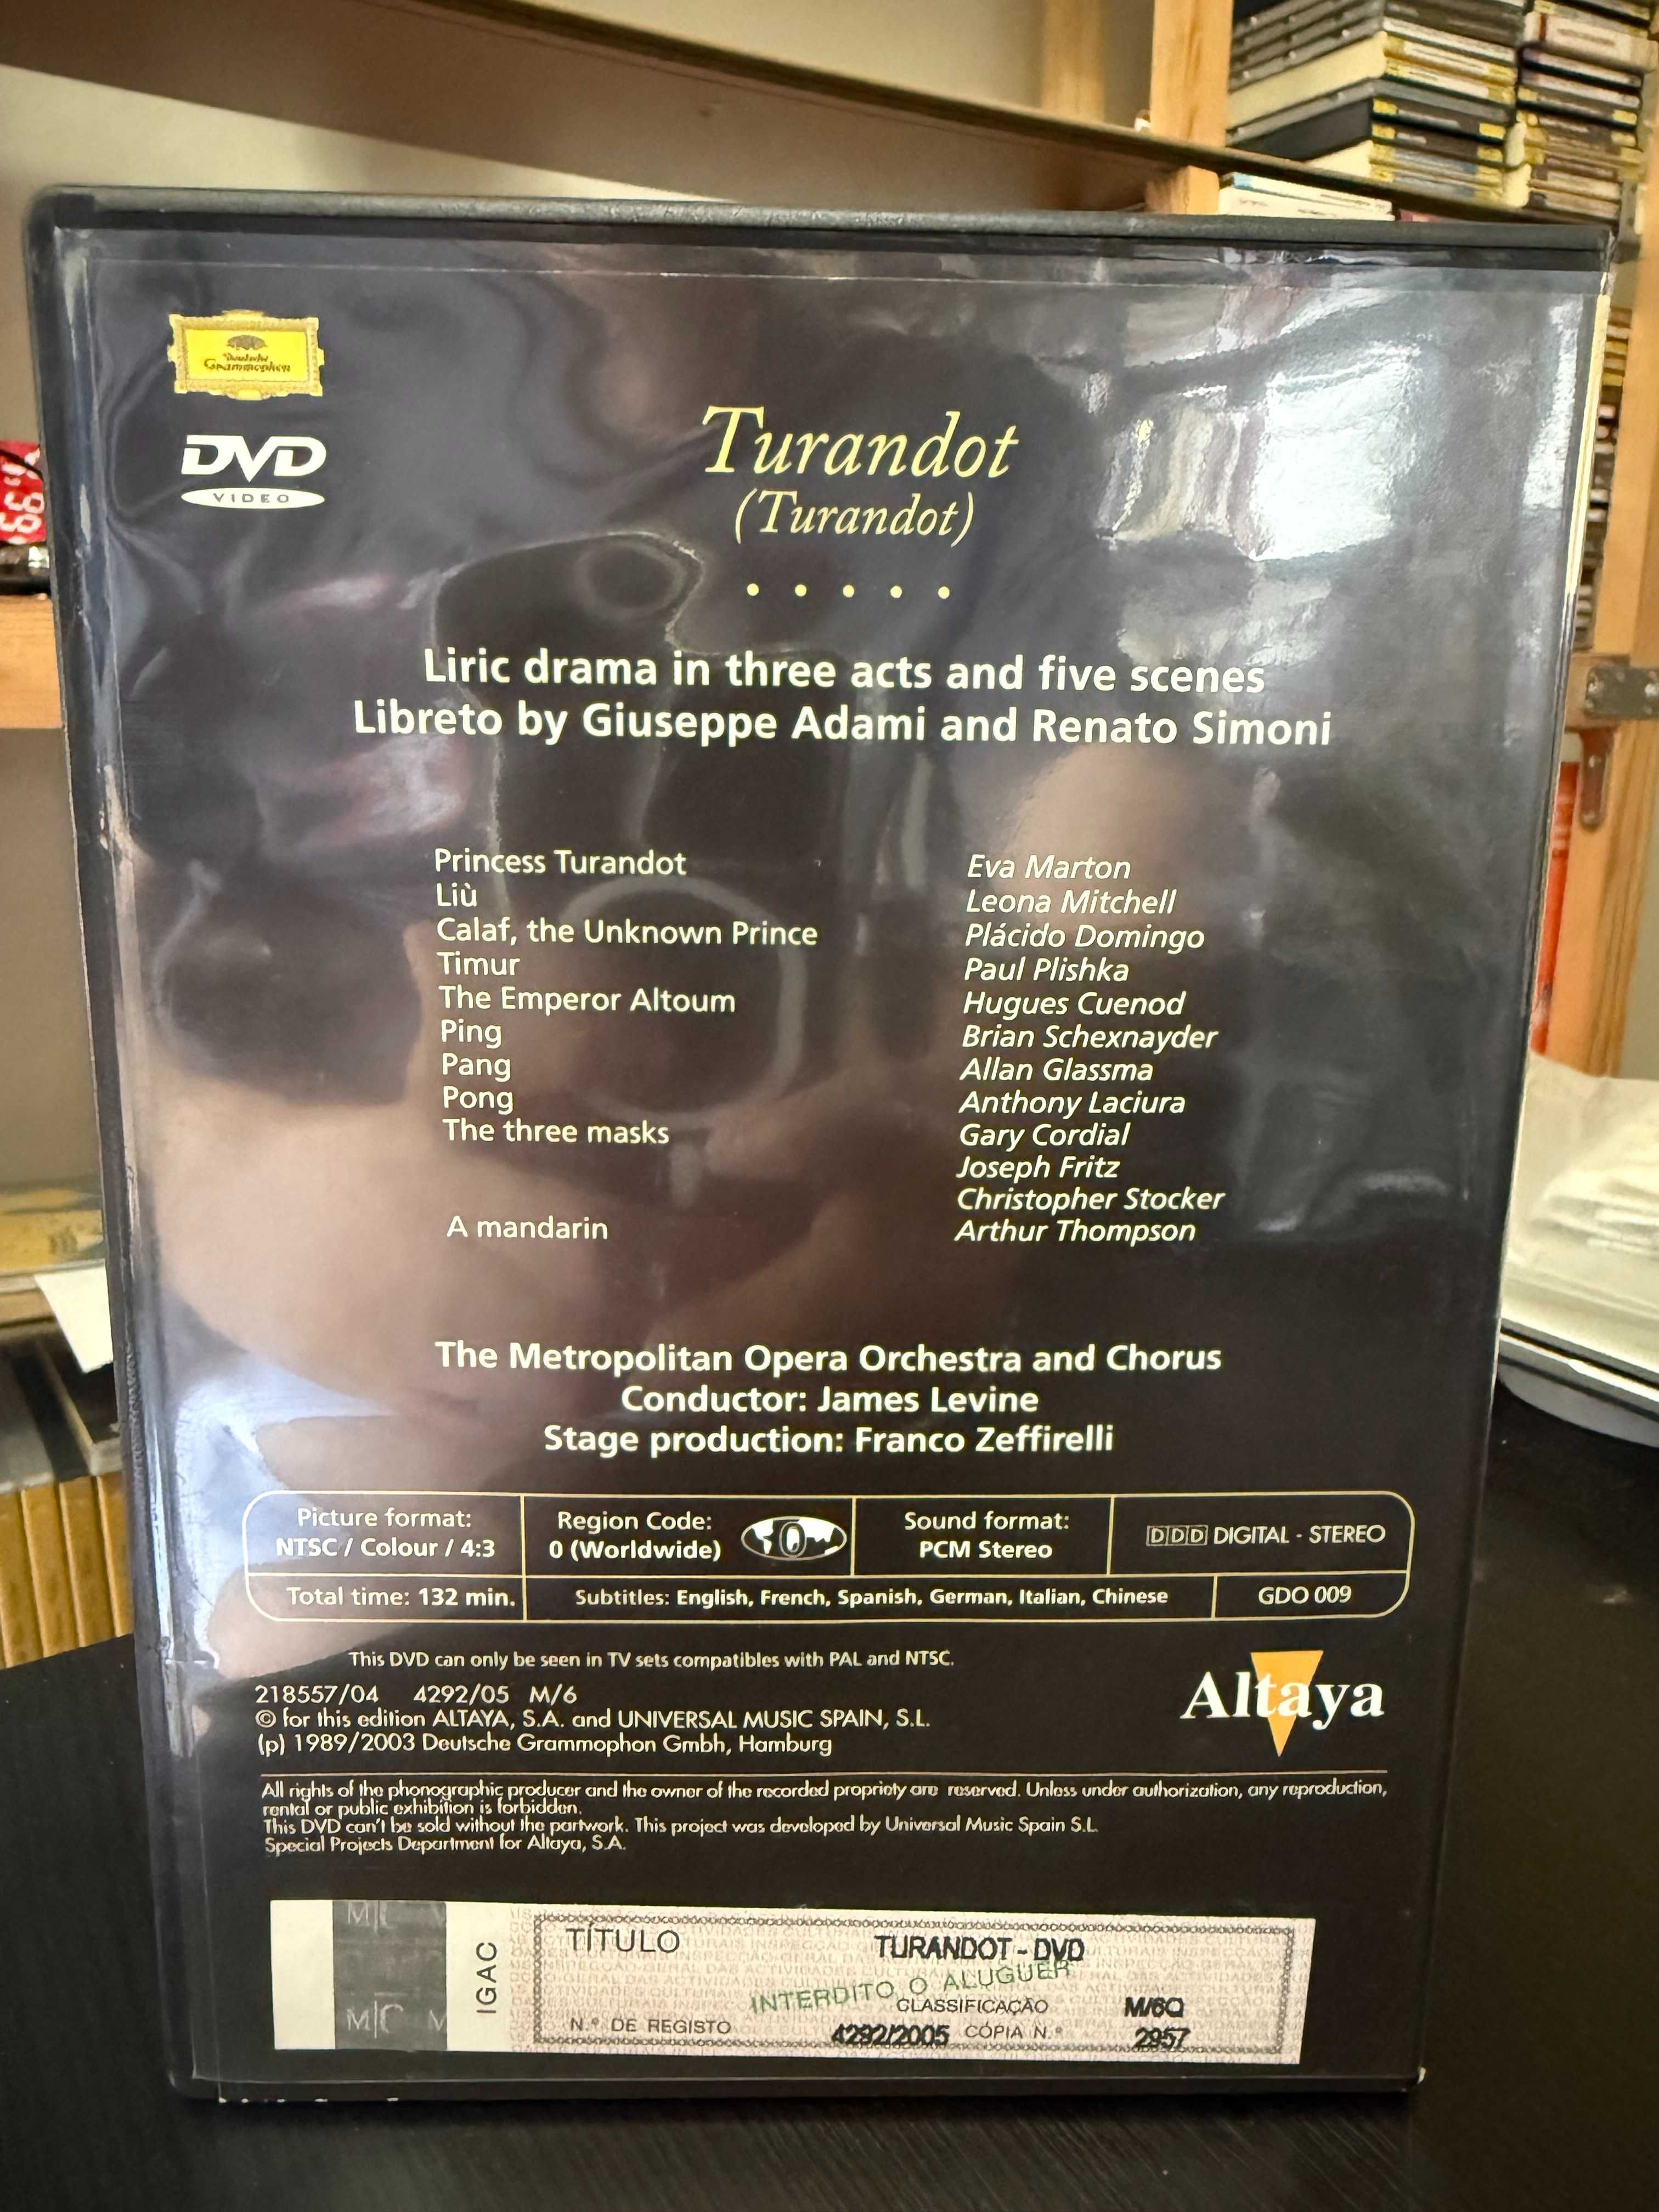 Deutsche
Grammophon
DVD
VIDEO
Turandot
(Turandot)
Liric drama in three acts and five scenes
Libreto by Giuseppe Adami and Renato Simoni
Princess Turandot Eva Marton
Liù Leona Mitchell
Calaf, the Unknown Prince Plácido Domingo
Timur Paul Plishka
The Emperor Altoum Hugues Cuenod
Ping Brian Schexnayder
Pang Allan Glassma
Pong Anthony Laciura
The three masks Gary Cordial
Joseph Fritz
Christopher Stocker
A mandarin Arthur Thompson
The Metropolitan Opera Orchestra and Chorus
Conductor: James Levine
Stage production: Franco Zeffirelli
Picture format:
NTSC / Colour / 4:3
Region Code:
0 (Worldwide)
0
Sound format:
PCM Stereo
DDD DIGITAL - STEREO
Total time: 132 min.
Subtitles: English, French, Spanish, German, Italian, Chinese
GDO 009
This DVD can only be seen in TV sets compatibles with PAL and NTSC.
218557/04 4292/05 M/6
© for this edition ALTAYA, S.A. and UNIVERSAL MUSIC SPAIN, S.L.
(p) 1989/2003 Deutsche Grammophon Gmbh, Hamburg
Altaya
All rights of the phonographic producer and the owner of the recorded propriety are reserved. Unless under authorization, any reproduction,
rental or public exhibition is forbidden.
This DVD can't be sold without the partwork. This project was developed by Universal Music Spain S.L.
Special Projects Department for Altaya, S.A.
IGAC
TÍTULO TURANDOT - DVD
INTERDITO O ALUGUER
CLASSIFICAÇÃO M/6Q
N.º DE REGISTO 4292/2005 CÓPIA N.º 2957